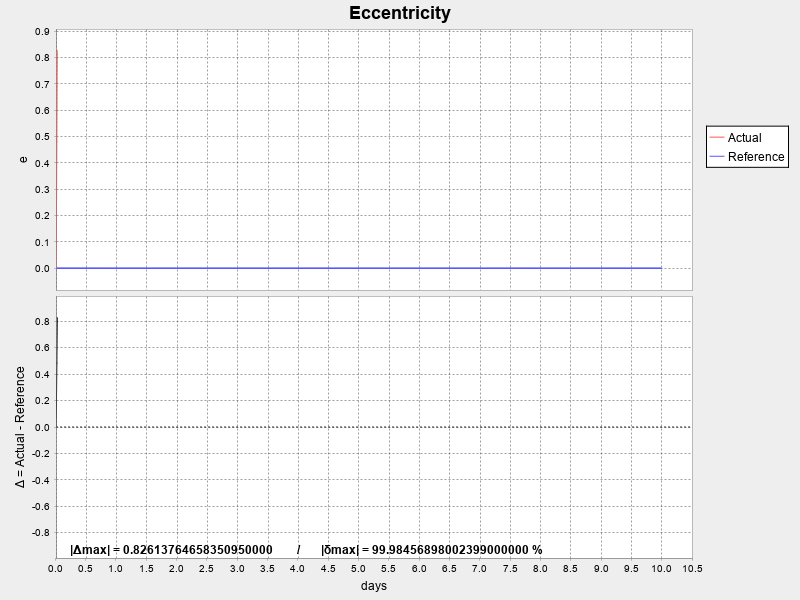 Eccentricity
0.9
0.8
0.7
0.6
0.5
0.4
0.3
0.2
0.1
0.0
e
Actual
Reference
0.8
0.6
0.4
0.2
0.0
-0.2
-0.4
-0.6
-0.8
Δ = Actual - Reference
|Δmax| = 0.82613764658350950000 / |δmax| = 99.98456898002399000000 %
0.0 0.5 1.0 1.5 2.0 2.5 3.0 3.5 4.0 4.5 5.0 5.5 6.0 6.5 7.0 7.5 8.0 8.5 9.0 9.5 10.0 10.5
days